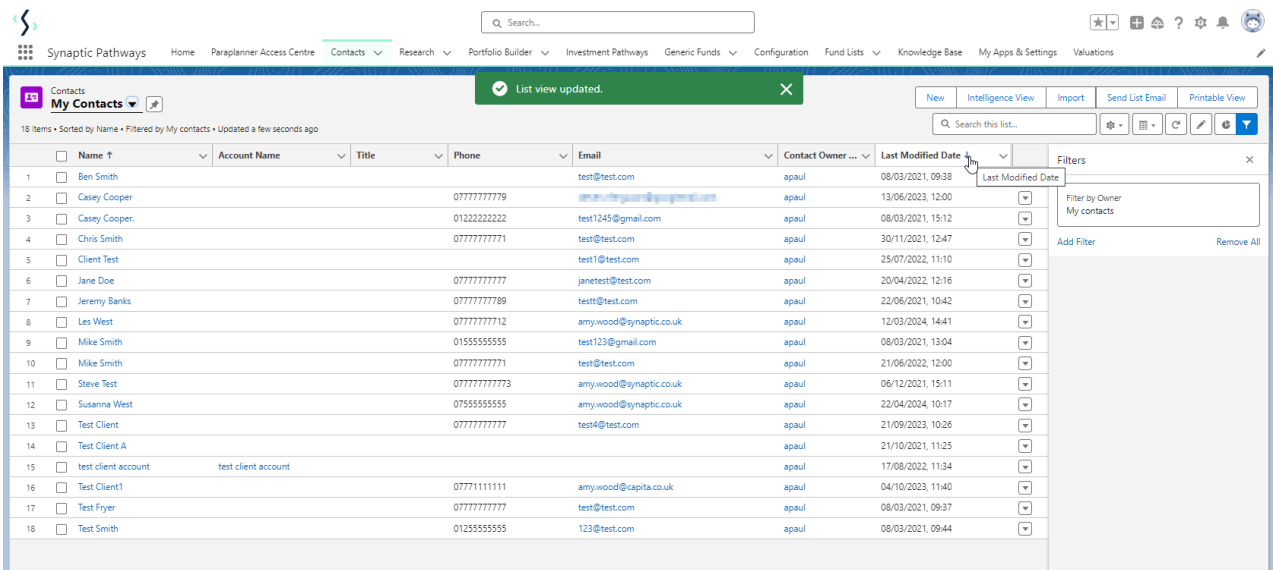 Search...
Synaptic Pathways Home Paraplanner Access Centre Contacts Research Portfolio Builder Investment Pathways Generic Funds Configuration Fund Lists Knowledge Base My Apps & Settings Valuations
Contacts
My Contacts
List view updated.
New Intelligence View Import Send List Email Printable View
18 items • Sorted by Name • Filtered by My contacts • Updated a few seconds ago
Search this list...
Name ↑ Account Name Title Phone Email Contact Owner ... Last Modified Date ↓
Last Modified Date
1 Ben Smith test@test.com apaul 08/03/2021, 09:38
2 Casey Cooper 07777777779 apaul 13/06/2023, 12:00
3 Casey Cooper. 01222222222 test1245@gmail.com apaul 08/03/2021, 15:12
4 Chris Smith 07777777771 test@test.com apaul 30/11/2021, 12:47
5 Client Test test1@test.com apaul 25/07/2022, 11:10
6 Jane Doe 07777777777 janetest@test.com apaul 20/04/2022, 12:16
7 Jeremy Banks 07777777789 testt@test.com apaul 22/06/2021, 10:42
8 Les West 07777777712 amy.wood@synaptic.co.uk apaul 12/03/2024, 14:41
9 Mike Smith 01555555555 test123@gmail.com apaul 08/03/2021, 13:04
10 Mike Smith 07777777771 test@test.com apaul 21/06/2022, 12:00
11 Steve Test 077777777773 amy.wood@synaptic.co.uk apaul 06/12/2021, 15:11
12 Susanna West 07555555555 amy.wood@synaptic.co.uk apaul 22/04/2024, 10:17
13 Test Client 07777777777 test4@test.com apaul 21/09/2023, 10:26
14 Test Client A apaul 21/10/2021, 11:25
15 test client account test client account apaul 17/08/2022, 11:34
16 Test Client1 07771111111 amy.wood@capita.co.uk apaul 04/10/2023, 11:40
17 Test Fryer 07777777777 test@test.com apaul 08/03/2021, 09:37
18 Test Smith 01255555555 123@test.com apaul 08/03/2021, 09:44
Filters
Filter by Owner
My contacts
Add Filter Remove All